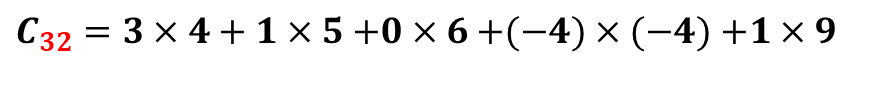 C₃₂ = 3 × 4 + 1 × 5 +0 × 6 +(−4) × (−4) +1 × 9